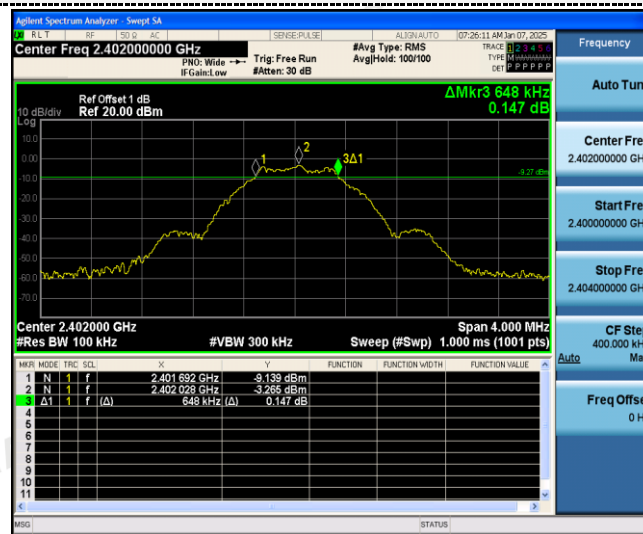 Agilent Spectrum Analyzer - Swept SA
RLT RF 50 Ω AC SENSE:PULSE ALIGNAUTO 07:26:11 AM Jan 07, 2025
Center Freq 2.402000000 GHz
#Avg Type: RMS
TRACE 1 2 3 4 5 6
PNO: Wide Trig: Free Run Avg|Hold: 100/100
TYPE M
IFGain:Low #Atten: 30 dB
DET P P P P P P
ΔMkr3 648 kHz
0.147 dB
Ref Offset 1 dB
10 dB/div Ref 20.00 dBm
Log
10.0
0.00
-10.0
-20.0
-30.0
-40.0
-50.0
-60.0
-70.0
1
2
3Δ1
-9.27 dBm
Center 2.402000 GHz Span 4.000 MHz
#Res BW 100 kHz #VBW 300 kHz Sweep (#Swp) 1.000 ms (1001 pts)
MKR MODE TRC SCL X Y FUNCTION FUNCTION WIDTH FUNCTION VALUE
1 N 1 f 2.401 692 GHz -9.139 dBm
2 N 1 f 2.402 028 GHz -3.265 dBm
3 Δ1 1 f (Δ) 648 kHz (Δ) 0.147 dB
4
5
6
7
8
9
10
11
MSG STATUS
Frequency
Auto Tun
Center Fre
2.402000000 GH
Start Fre
2.400000000 GH
Stop Fre
2.404000000 GH
CF Ste
400.000 kH
Auto Ma
Freq Offse
0 H